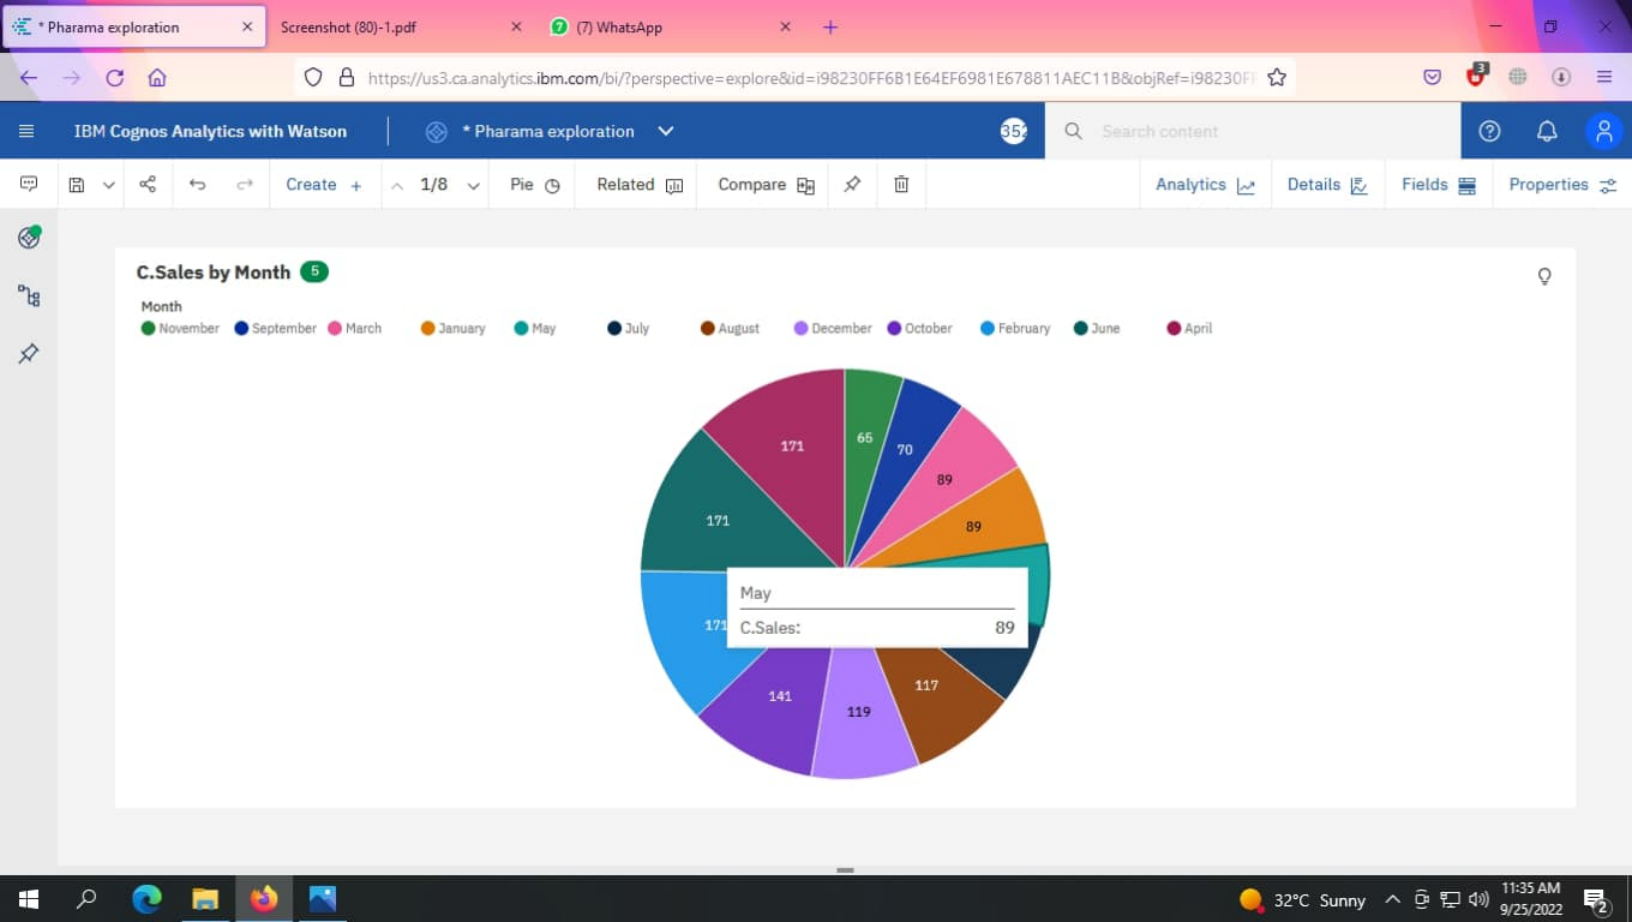 * Pharama exploration
Screenshot (80)-1.pdf
7 (7) WhatsApp
https://us3.ca.analytics.ibm.com/bi/?perspective=explore&id=i98230FF6B1E64EF6981E678811AEC11B&objRef=i98230F
3
IBM Cognos Analytics with Watson
* Pharama exploration
352
Search content
Create +
1/8
Pie
Related
Compare
Analytics
Details
Fields
Properties
C.Sales by Month 5
Month
November September March January May July August December October February June April
171
65
70
89
171
89
May
171
C.Sales: 89
117
141
119
32°C Sunny
11:35 AM
9/25/2022
2